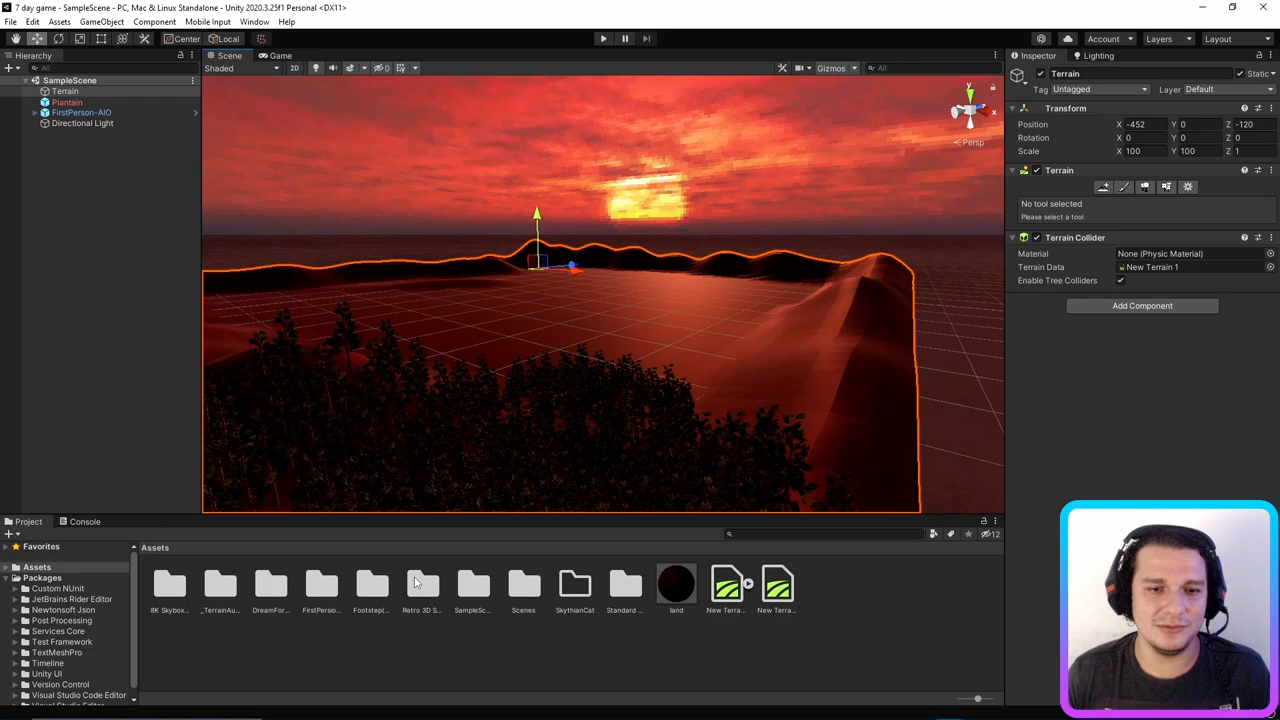 7 day game - SampleScene - PC, Mac & Linux Standalone - Unity 2020.3.25f1 Personal <DX11>
File Edit Assets GameObject Component Mobile Input Window Help
Center Local Account Layers Layout
Hierarchy
All
SampleScene
Terrain
Plantain
FirstPerson-AIO
Directional Light
Scene Game
Shaded 2D 0 Gizmos All
y
x
Persp
Inspector Lighting
Terrain Static
Tag Untagged Layer Default
Transform
Position X -452 Y 0 Z -120
Rotation X 0 Y 0 Z 0
Scale X 100 Y 100 Z 1
Terrain
No tool selected
Please select a tool
Terrain Collider
Material None (Physic Material)
Terrain Data New Terrain 1
Enable Tree Colliders
Add Component
Project Console
12
Favorites
Assets
Packages
Custom NUnit
JetBrains Rider Editor
Newtonsoft Json
Post Processing
Services Core
Test Framework
TextMeshPro
Timeline
Unity UI
Version Control
Visual Studio Code Editor
Assets
8K Skybox... _TerrainAu... DreamFor... FirstPersio... Footstep(... Retro 3D S... SampleSc... Scenes SkythianCat Standard ... land New Terra... New Terra...